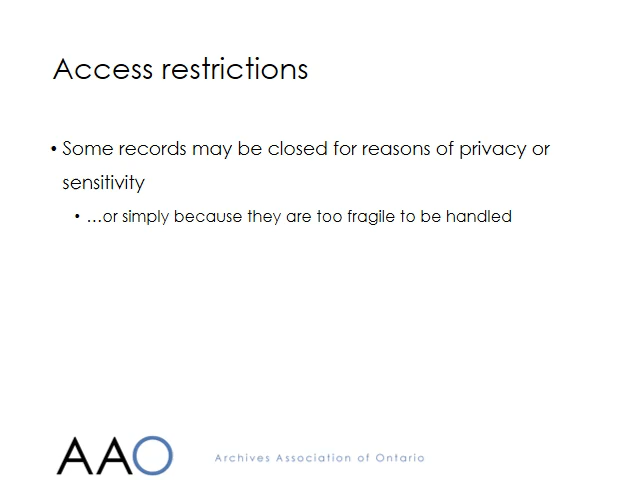 Access restrictions
• Some records may be closed for reasons of privacy or
sensitivity
• …or simply because they are too fragile to be handled
AAO
Archives Association of Ontario